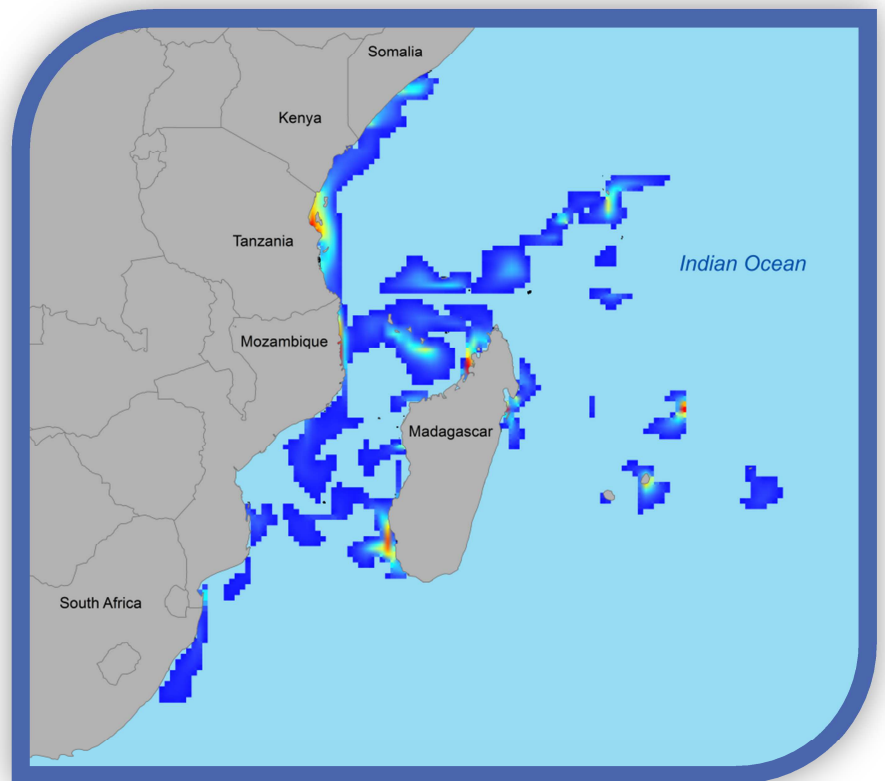 Somalia
Kenya
Tanzania
Indian Ocean
Mozambique
Madagascar
South Africa